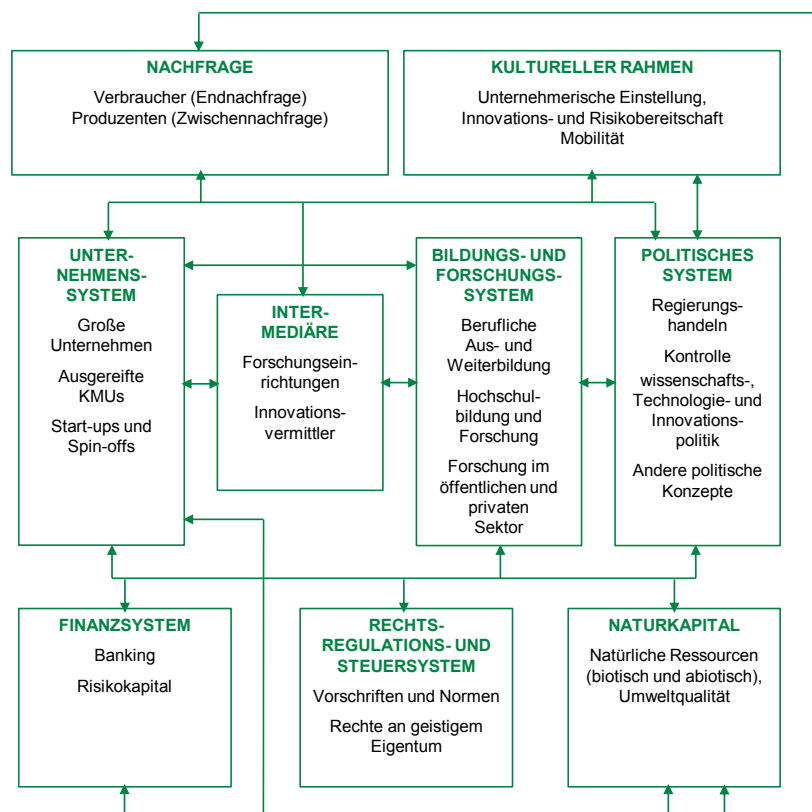 NACHFRAGE
Verbraucher (Endnachfrage)
Produzenten (Zwischennachfrage)
KULTURELLER RAHMEN
Unternehmerische Einstellung,
Innovations- und Risikobereitschaft
Mobilität
UNTER-
NEHMENS-
SYSTEM
Große
Unternehmen
Ausgereifte
KMUs
Start-ups und
Spin-offs
INTER-
MEDIÄRE
Forschungsein-
richtungen
Innovations-
vermittler
BILDUNGS- UND
FORSCHUNGS-
SYSTEM
Berufliche
Aus- und
Weiterbildung
Hochschul-
bildung und
Forschung
Forschung im
öffentlichen und
privaten
Sektor
POLITISCHES
SYSTEM
Regierungs-
handeln
Kontrolle
wissenschafts-,
Technologie- und
Innovations-
politik
Andere politische
Konzepte
FINANZSYSTEM
Banking
Risikokapital
RECHTS-
REGULATIONS- UND
STEUERSYSTEM
Vorschriften und Normen
Rechte an geistigem
Eigentum
NATURKAPITAL
Natürliche Ressourcen
(biotisch und abiotisch),
Umweltqualität